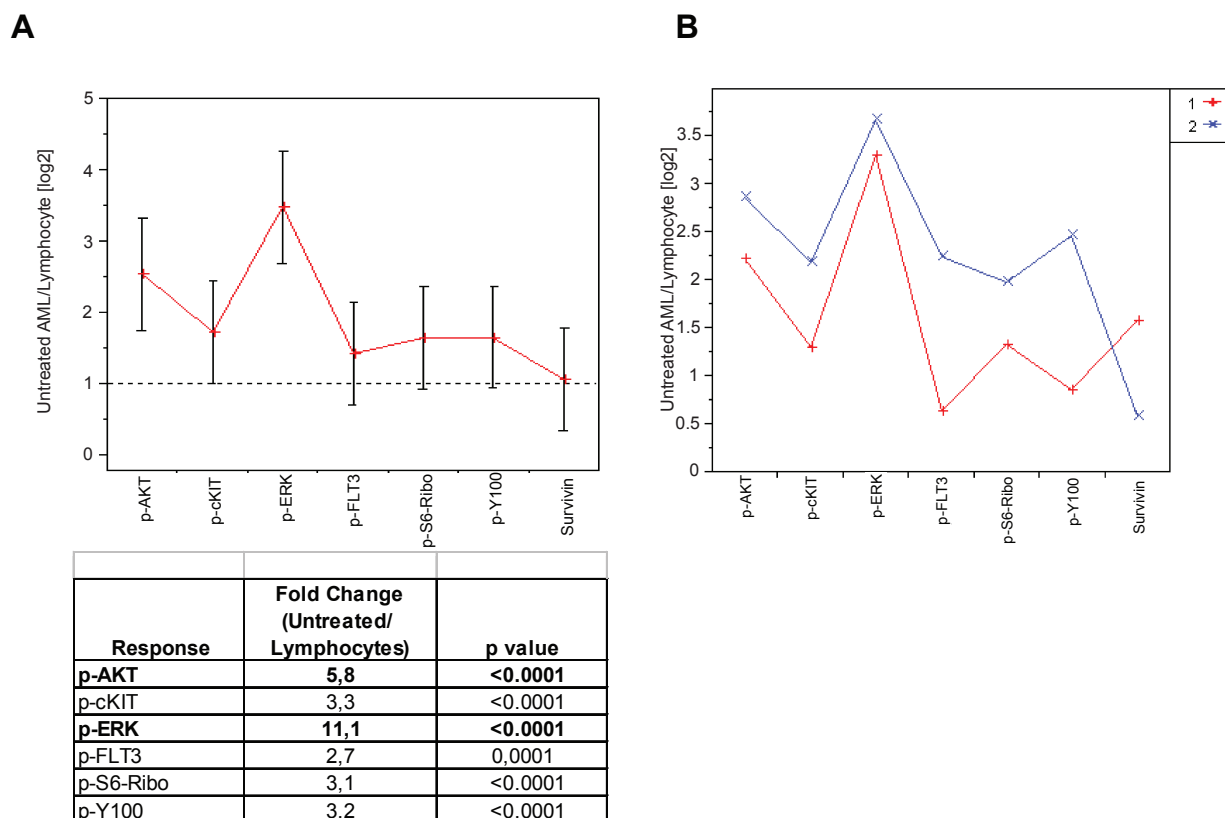 A
B
Untreated AML/Lymphocyte [log2]
5
4
3
2
1
0
p-AKT
p-cKIT
p-ERK
p-FLT3
p-S6-Ribo
p-Y100
Survivin
Untreated AML/Lymphocyte [log2]
3.5
3
2.5
2
1.5
1
0.5
0
p-AKT
p-cKIT
p-ERK
p-FLT3
p-S6-Ribo
p-Y100
Survivin
1
2
Fold Change
(Untreated/
Response Lymphocytes) p value
p-AKT 5,8 <0.0001
p-cKIT 3,3 <0.0001
p-ERK 11,1 <0.0001
p-FLT3 2,7 0,0001
p-S6-Ribo 3,1 <0.0001
p-Y100 3,2 <0.0001